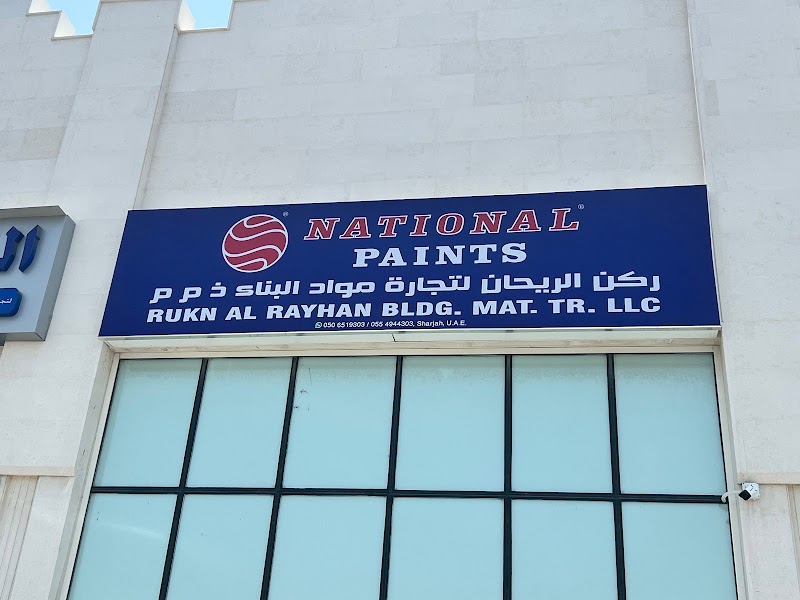 NATIONAL®
PAINTS
ركن الريحان لتجارة مواد البناء ذ م م
RUKN AL RAYHAN BLDG. MAT. TR. LLC
050 6519303 / 055 4944303, Sharjah, U.A.E.